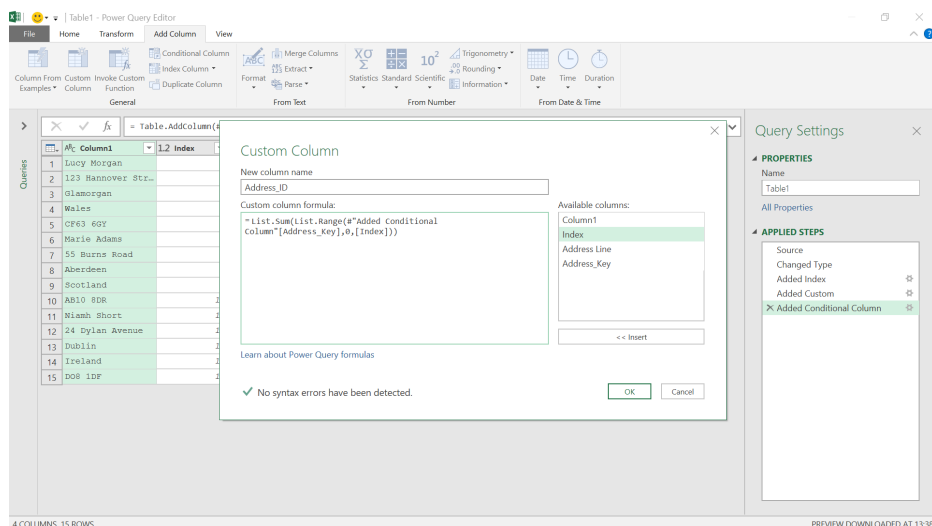 Table1 - Power Query Editor
File Home Transform Add Column View
Column From Examples Custom Column Invoke Custom Function
Conditional Column
Index Column
Duplicate Column
General
Format
Merge Columns
Extract
Parse
From Text
Statistics Standard Scientific
Trigonometry
Rounding
Information
From Number
Date Time Duration
From Date & Time
= Table.AddColumn(#
Column1 1.2 Index
1 Lucy Morgan
2 123 Hannover Str...
3 Glamorgan
4 Wales
5 CF63 6GY
6 Marie Adams
7 55 Burns Road
8 Aberdeen
9 Scotland
10 AB10 8DR
11 Niamh Short
12 24 Dylan Avenue
13 Dublin
14 Ireland
15 DO8 1DF
Queries
Custom Column
New column name
Address_ID
Custom column formula:
=List.Sum(List.Range(#"Added Conditional
Column"[Address_Key],0,[Index]))
Available columns:
Column1
Index
Address Line
Address_Key
<< Insert
Learn about Power Query formulas
No syntax errors have been detected.
OK Cancel
Query Settings
PROPERTIES
Name
Table1
All Properties
APPLIED STEPS
Source
Changed Type
Added Index
Added Custom
Added Conditional Column
4 COLUMNS, 15 ROWS
PREVIEW DOWNLOADED AT 13:38